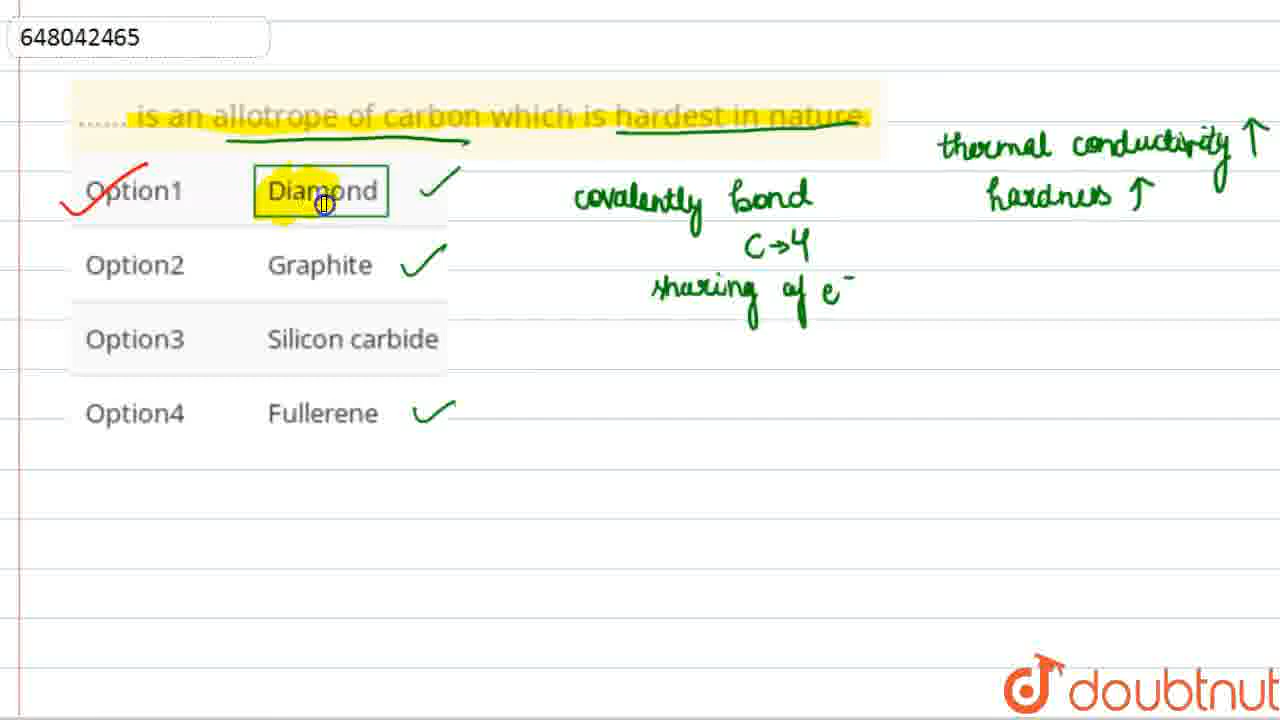 648042465
...... is an allotrope of carbon which is hardest in nature.
Option1 Diamond
Option2 Graphite
Option3 Silicon carbide
Option4 Fullerene
covalently bond
C→4
sharing of e⁻
thermal conductivity ↑
hardness ↑
doubtnut